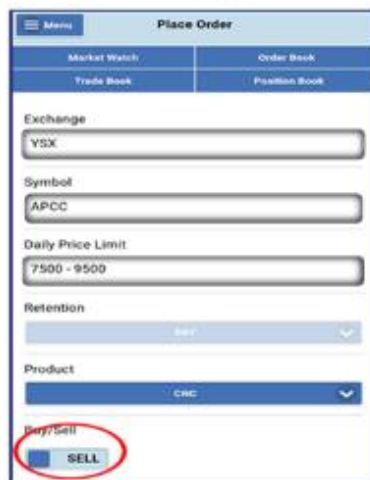 Menu
Place Order
Market Watch
Order Book
Trade Book
Position Book
Exchange
YSX
Symbol
APCC
Daily Price Limit
7500 - 9500
Retention
DAY
Product
CNC
Buy/Sell
SELL